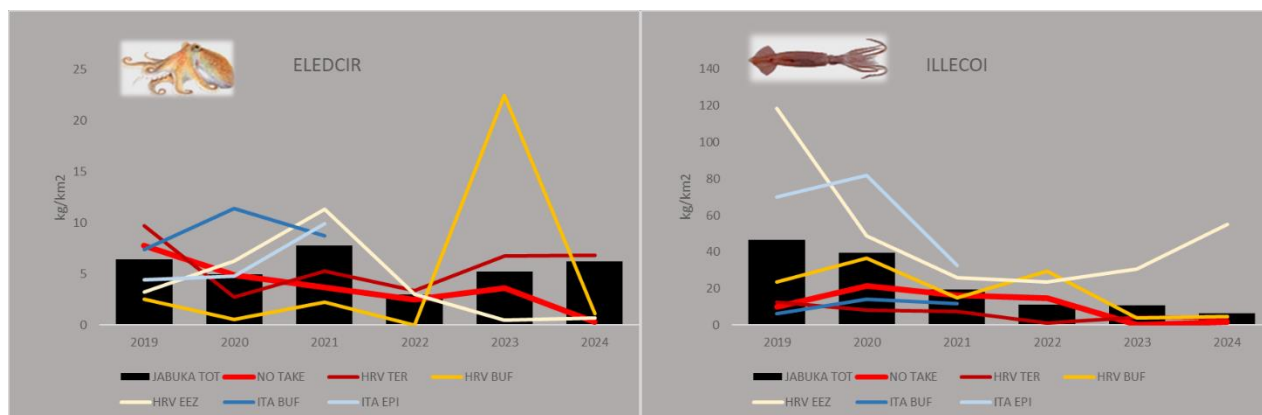 ELEDCIR
25
20
15
10
5
0
kg/km2
2019 2020 2021 2022 2023 2024
JABUKA TOT NO TAKE HRV TER HRV BUF
HRV EEZ ITA BUF ITA EPI
ILLECOI
140
120
100
80
60
40
20
0
kg/km2
2019 2020 2021 2022 2023 2024
JABUKA TOT NO TAKE HRV TER HRV BUF
HRV EEZ ITA BUF ITA EPI